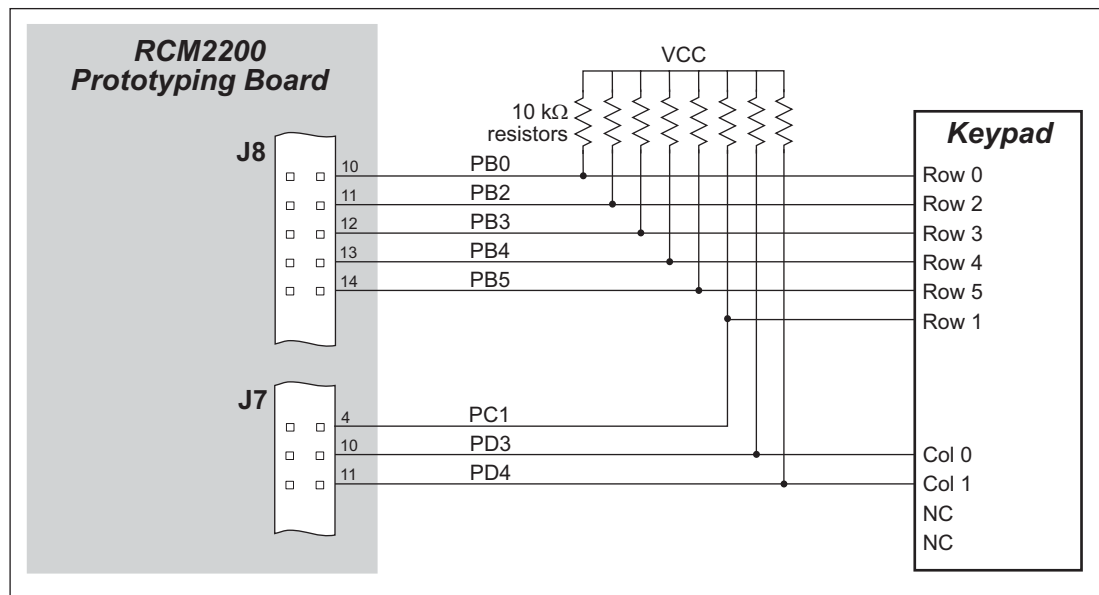 RCM2200
Prototyping Board
VCC
10 kΩ
resistors
Keypad
J8
10
PB0
Row 0
11
PB2
Row 2
12
PB3
Row 3
13
PB4
Row 4
14
PB5
Row 5
Row 1
J7
4
PC1
10
PD3
Col 0
11
PD4
Col 1
NC
NC